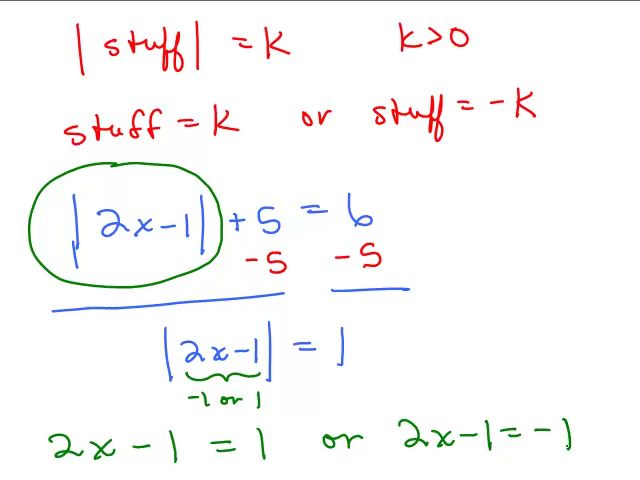 |stuff| = K     K>0
stuff = K   or   stuff = -K
|2x-1| +5 = 6
-5   -5
|2x-1| = 1
-1 or 1
2x - 1 = 1   or   2x-1 = -1